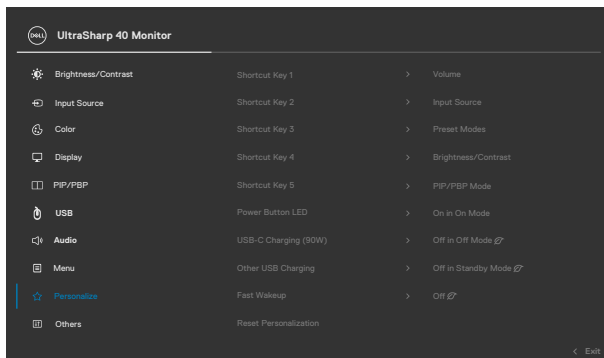 DELL
UltraSharp 40 Monitor
Brightness/Contrast Shortcut Key 1 > Volume
Input Source Shortcut Key 2 > Input Source
Color Shortcut Key 3 > Preset Modes
Display Shortcut Key 4 > Brightness/Contrast
PIP/PBP Shortcut Key 5 > PIP/PBP Mode
USB Power Button LED > On in On Mode
Audio USB-C Charging (90W) > Off in Off Mode
Menu Other USB Charging > Off in Standby Mode
Personalize Fast Wakeup > Off
Others Reset Personalization
< Exit